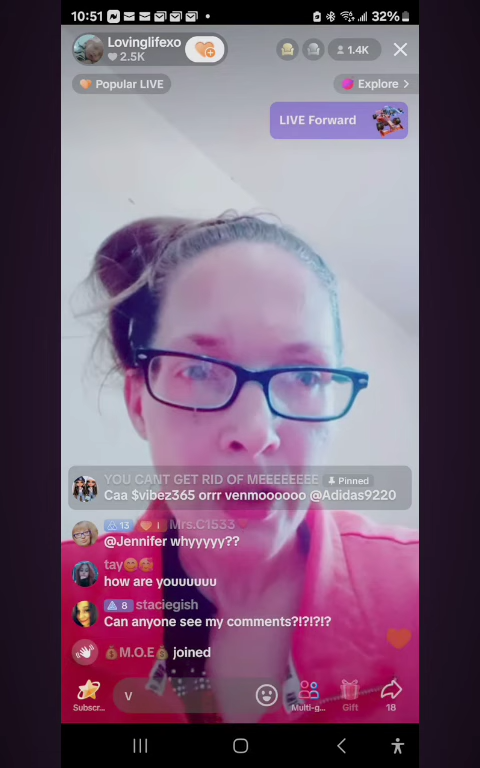 10:51
32%
Lovinglifexo
2.5K
1.4K
Popular LIVE
Explore >
LIVE Forward
YOU CANT GET RID OF MEEEEEEEE Pinned
Caa $vibez365 orrr venmoooooo @Adidas9220
13 i Mrs.C1533
@Jennifer whyyyyy??
tay
how are youuuuuu
8 staciegish
Can anyone see my comments?!?!?!?
M.O.E joined
V
Subscr...
Multi-g...
Gift
18